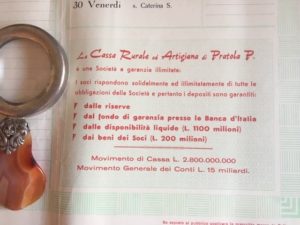 30 Venerdi s. Caterina S.
La Cassa Rurale ed Artigiana di Pratola P.
è una Società a garanzia illimitata:
I soci rispondono solidalmente ed illimitatamente di tutte le
obbligazioni della Società e pertanto i depositi sono garantiti:
dalle riserve
dal fondo di garanzia presso la Banca d'Italia
dalle disponibilità liquide (L. 1100 milioni)
dai beni dei Soci (L. 200 milioni)
Movimento di Cassa L. 2.800.000.000
Movimento Generale dei Conti L. 15 miliardi.